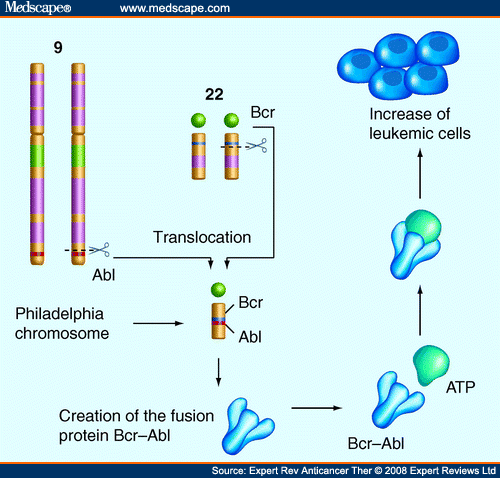 Medscape® www.medscape.com
9
22
Bcr
Abl
Translocation
Philadelphia
chromosome
Bcr
Abl
Creation of the fusion
protein Bcr–Abl
Bcr–Abl
ATP
Increase of
leukemic cells
Source: Expert Rev Anticancer Ther © 2008 Expert Reviews Ltd